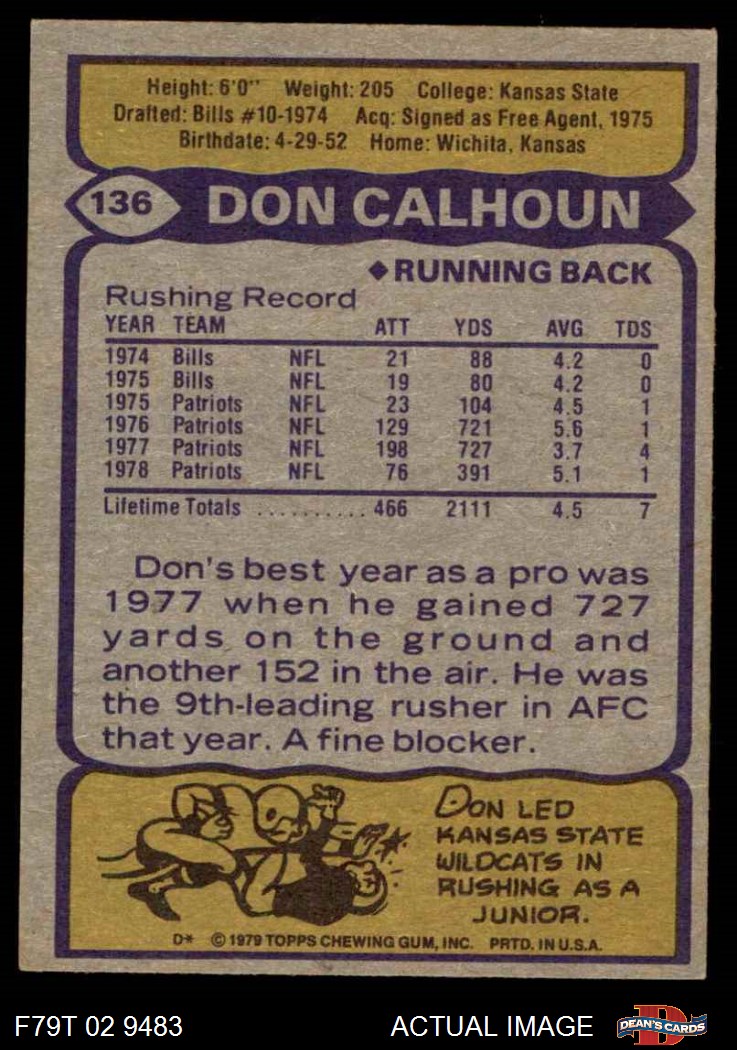 Height: 6'0" Weight: 205 College: Kansas State
Drafted: Bills #10-1974 Acq: Signed as Free Agent, 1975
Birthdate: 4-29-52 Home: Wichita, Kansas
136 DON CALHOUN
◆RUNNING BACK
Rushing Record
YEAR TEAM ATT YDS AVG TDS
1974 Bills NFL 21 88 4.2 0
1975 Bills NFL 19 80 4.2 0
1975 Patriots NFL 23 104 4.5 1
1976 Patriots NFL 129 721 5.6 1
1977 Patriots NFL 198 727 3.7 4
1978 Patriots NFL 76 391 5.1 1
Lifetime Totals .......... 466 2111 4.5 7
Don's best year as a pro was
1977 when he gained 727
yards on the ground and
another 152 in the air. He was
the 9th-leading rusher in AFC
that year. A fine blocker.
DON LED
KANSAS STATE
WILDCATS IN
RUSHING AS A
JUNIOR.
D* © 1979 TOPPS CHEWING GUM, INC. PRTD. IN U.S.A.
F79T 02 9483 ACTUAL IMAGE DEAN'S CARDS